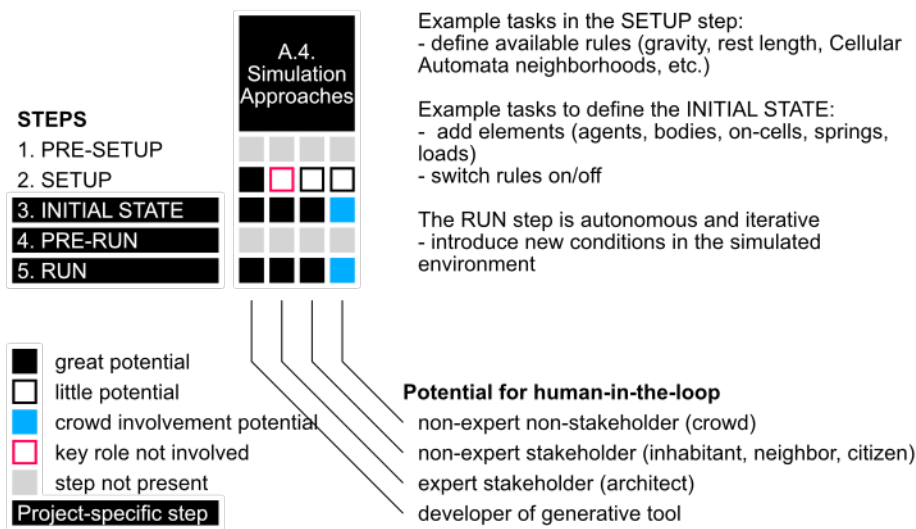 A.4.
Simulation
Approaches
STEPS
1. PRE-SETUP
2. SETUP
3. INITIAL STATE
4. PRE-RUN
5. RUN
Example tasks in the SETUP step:
- define available rules (gravity, rest length, Cellular
Automata neighborhoods, etc.)
Example tasks to define the INITIAL STATE:
- add elements (agents, bodies, on-cells, springs,
loads)
- switch rules on/off
The RUN step is autonomous and iterative
- introduce new conditions in the simulated
environment
great potential
little potential
crowd involvement potential
key role not involved
step not present
Project-specific step
Potential for human-in-the-loop
non-expert non-stakeholder (crowd)
non-expert stakeholder (inhabitant, neighbor, citizen)
expert stakeholder (architect)
developer of generative tool